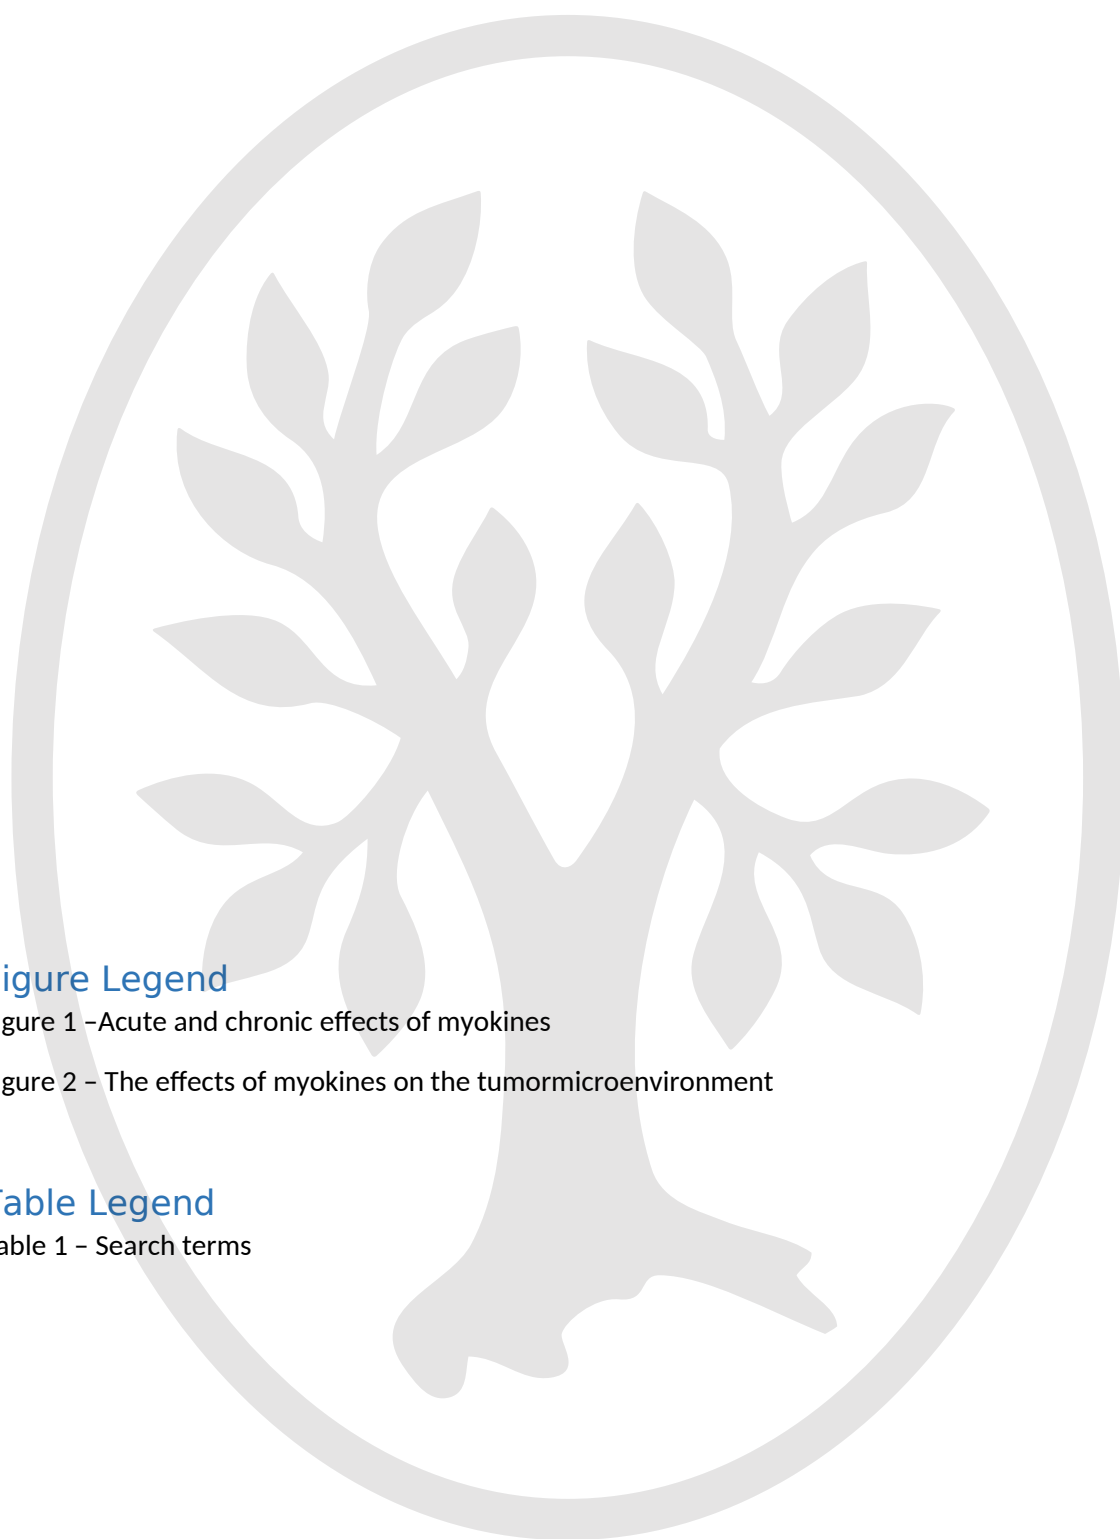 igure Legend
gure 1 –Acute and chronic effects of myokines
gure 2 – The effects of myokines on the tumormicroenvironment
Table Legend
able 1 – Search terms